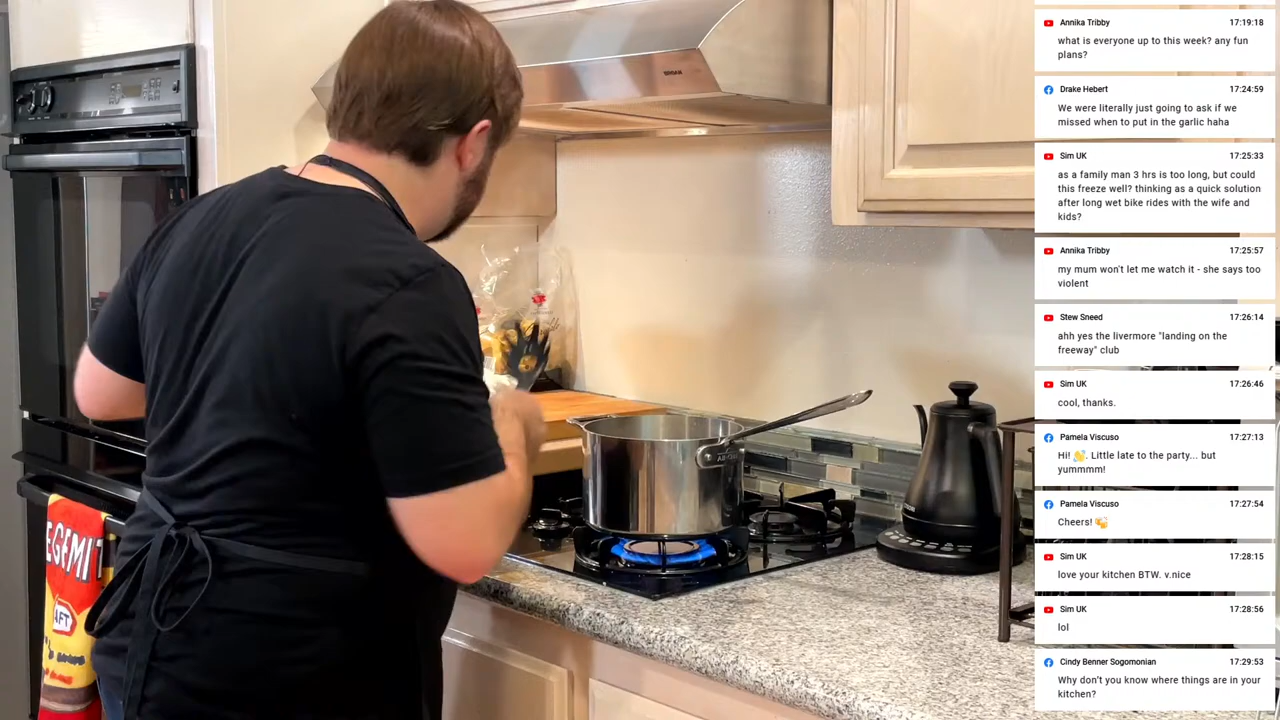 BROAN
EGEMIT
AFT
Annika Tribby 17:19:18
what is everyone up to this week? any fun
plans?
Drake Hebert 17:24:59
We were literally just going to ask if we
missed when to put in the garlic haha
Sim UK 17:25:33
as a family man 3 hrs is too long, but could
this freeze well? thinking as a quick solution
after long wet bike rides with the wife and
kids?
Annika Tribby 17:25:57
my mum won't let me watch it - she says too
violent
Stew Sneed 17:26:14
ahh yes the livermore "landing on the
freeway" club
Sim UK 17:26:46
cool, thanks.
Pamela Viscuso 17:27:13
Hi! 👋. Little late to the party... but
yummmm!
Pamela Viscuso 17:27:54
Cheers! 🍻
Sim UK 17:28:15
love your kitchen BTW. v.nice
Sim UK 17:28:56
lol
Cindy Benner Sogomonian 17:29:53
Why don't you know where things are in your
kitchen?